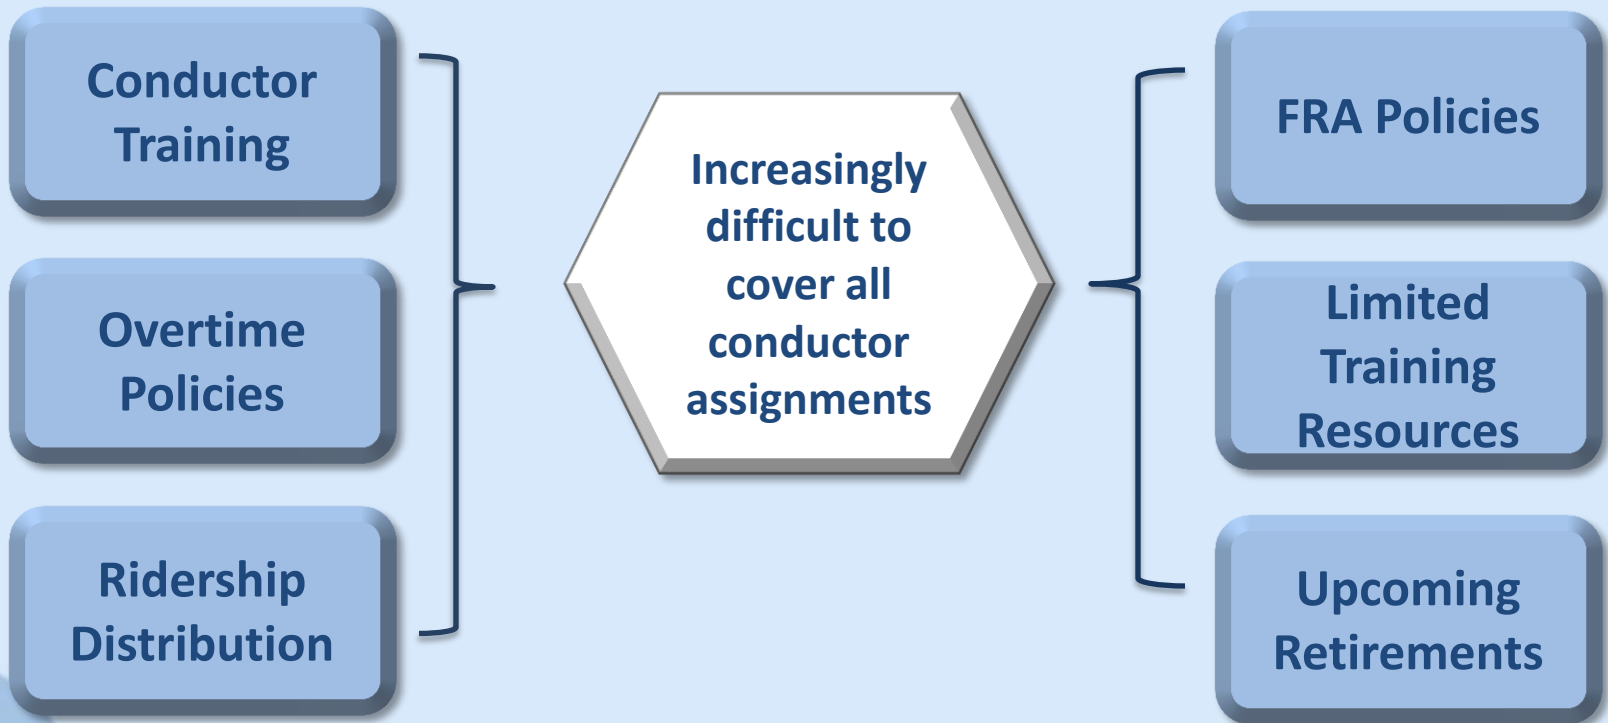 Conductor
Training
Overtime
Policies
Ridership
Distribution
Increasingly
difficult to
cover all
conductor
assignments
FRA Policies
Limited
Training
Resources
Upcoming
Retirements